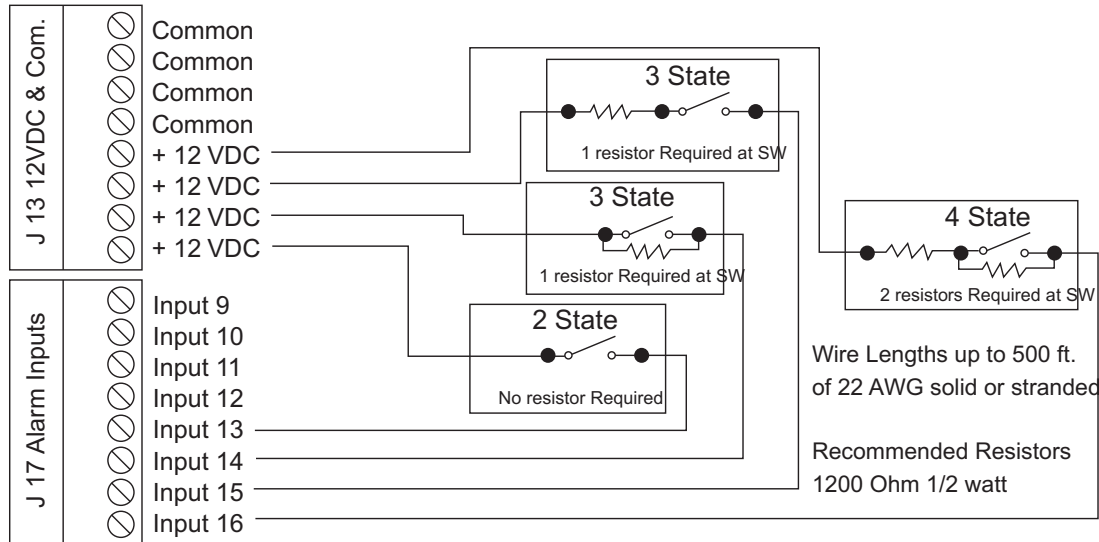 J 13 12VDC & Com.
Common
Common
Common
Common
+ 12 VDC
+ 12 VDC
+ 12 VDC
+ 12 VDC
J 17 Alarm Inputs
Input 9
Input 10
Input 11
Input 12
Input 13
Input 14
Input 15
Input 16
3 State
1 resistor Required at SW
3 State
1 resistor Required at SW
2 State
No resistor Required
4 State
2 resistors Required at SW
Wire Lengths up to 500 ft.
of 22 AWG solid or stranded
Recommended Resistors
1200 Ohm 1/2 watt